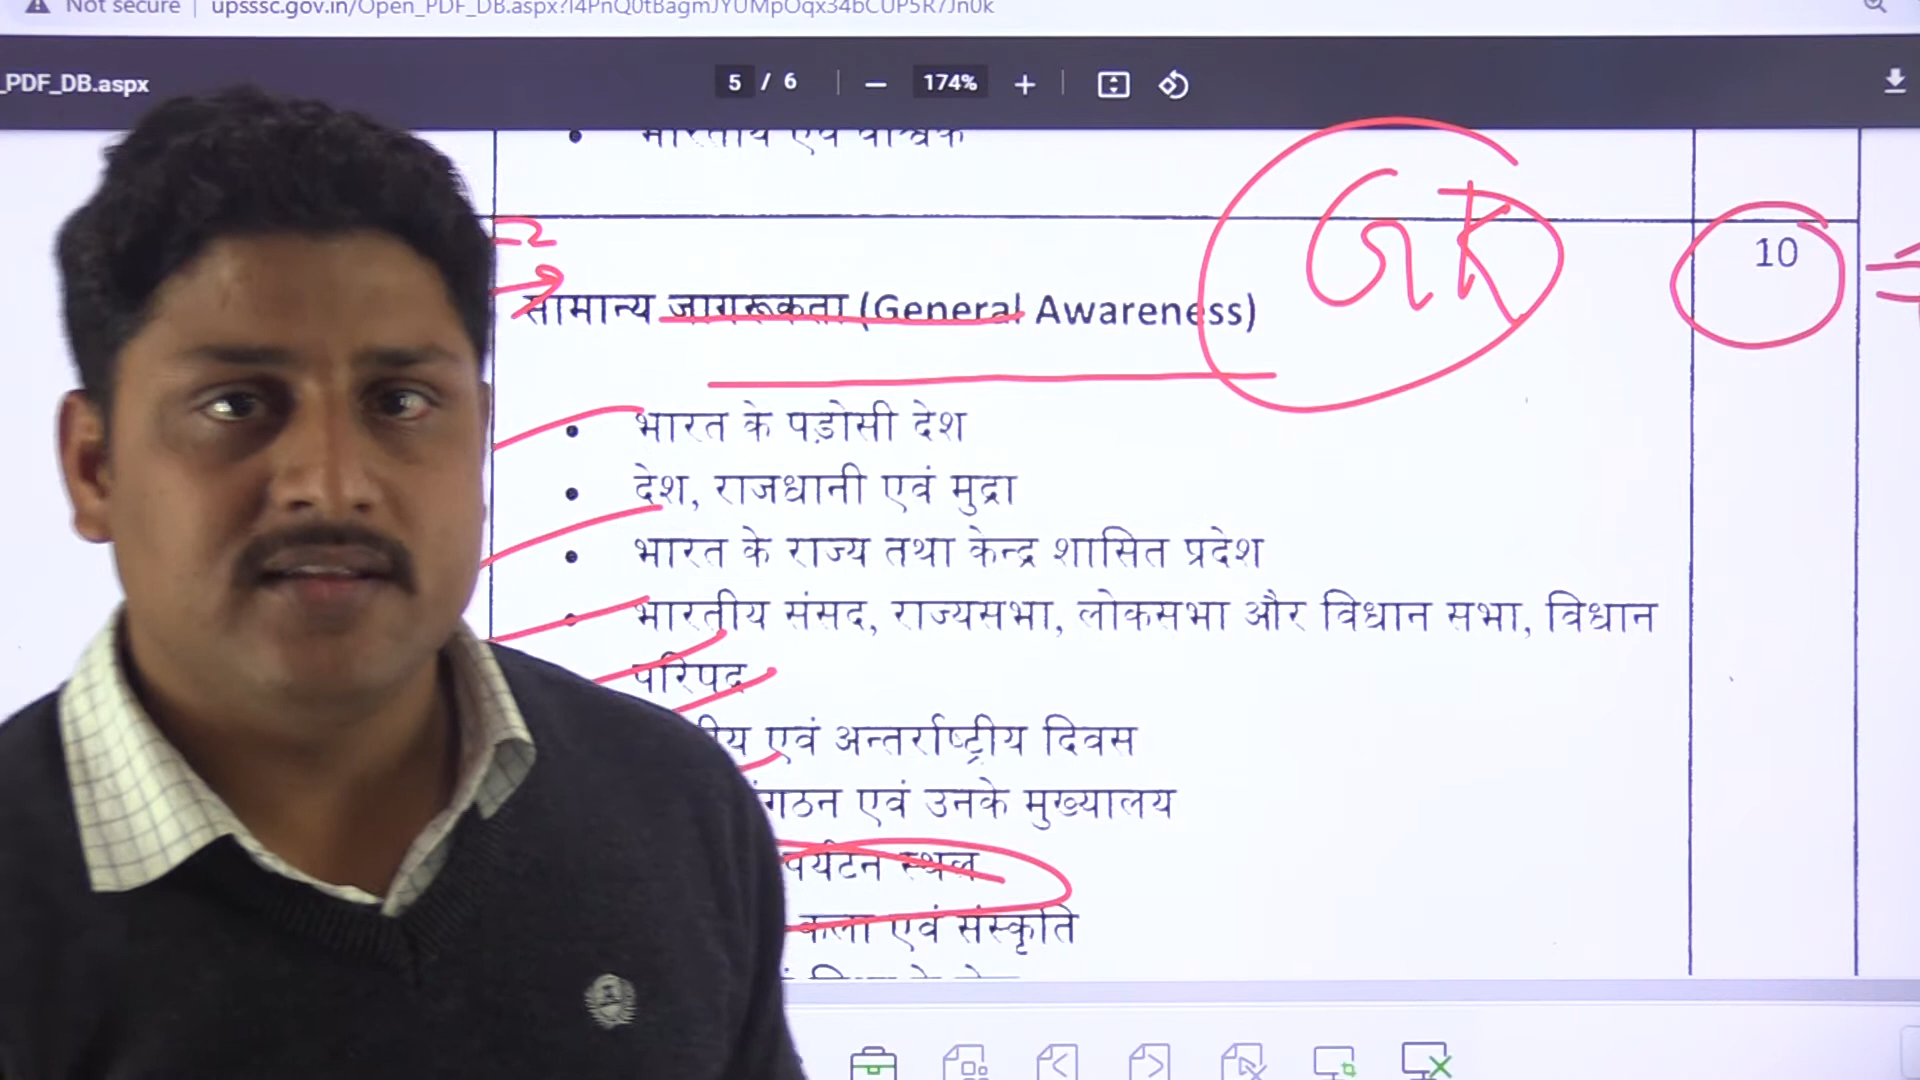 Not secure | upsssc.gov.in/Open_PDF_DB.aspx?
_PDF_DB.aspx
5 / 6
174%
भारतीय एवं वैश्विक
GK
10
सामान्य जागरूकता (General Awareness)
• भारत के पड़ोसी देश
• देश, राजधानी एवं मुद्रा
• भारत के राज्य तथा केन्द्र शासित प्रदेश
• भारतीय संसद, राज्यसभा, लोकसभा और विधान सभा, विधान
परिषद
एवं अन्तर्राष्ट्रीय दिवस
एवं उनके मुख्यालय
पर्यटन स्थल
कला एवं संस्कृति